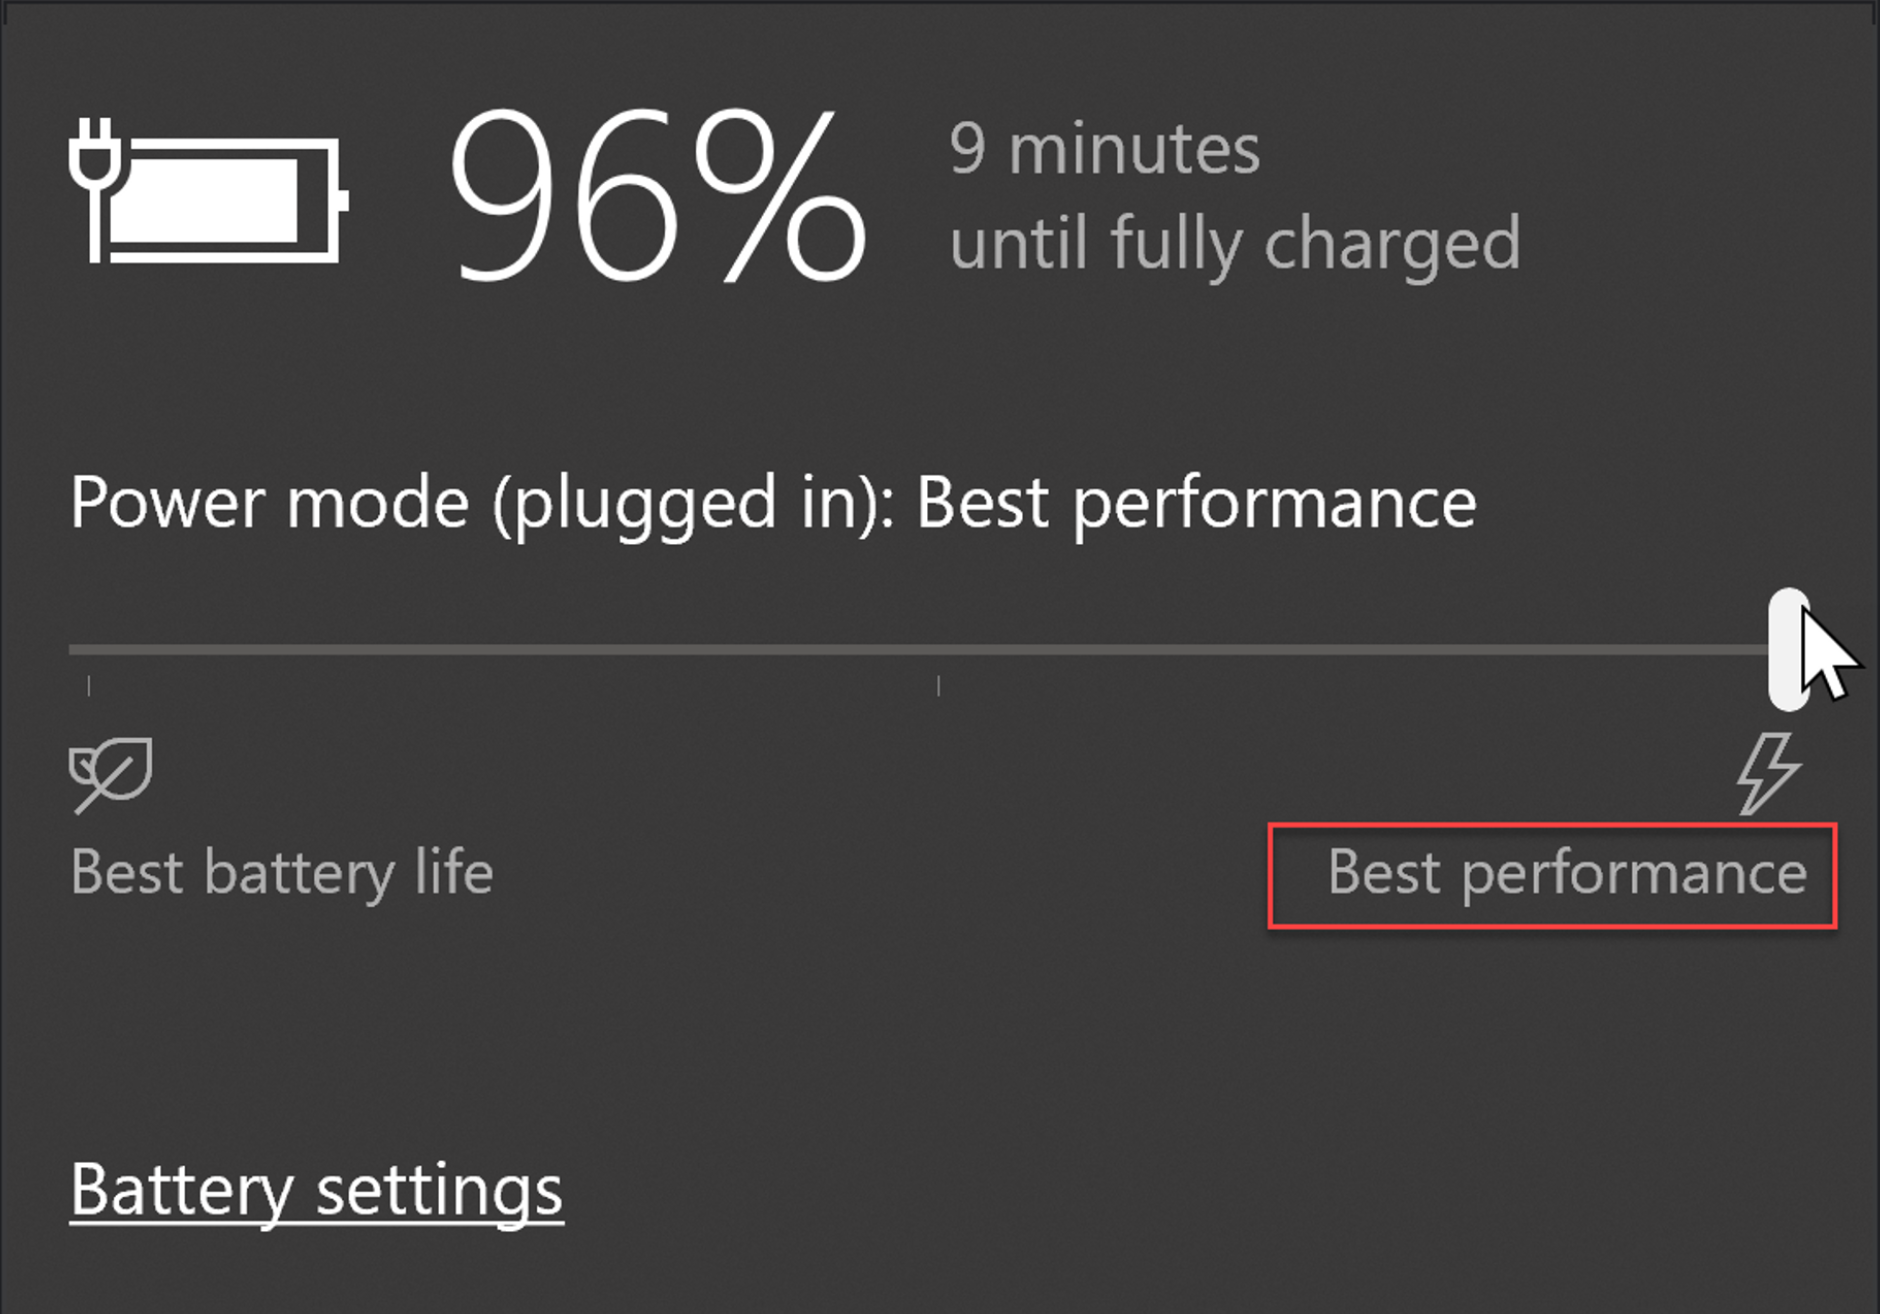 96%
9 minutes
until fully charged
Power mode (plugged in): Best performance
Best battery life
Best performance
Battery settings